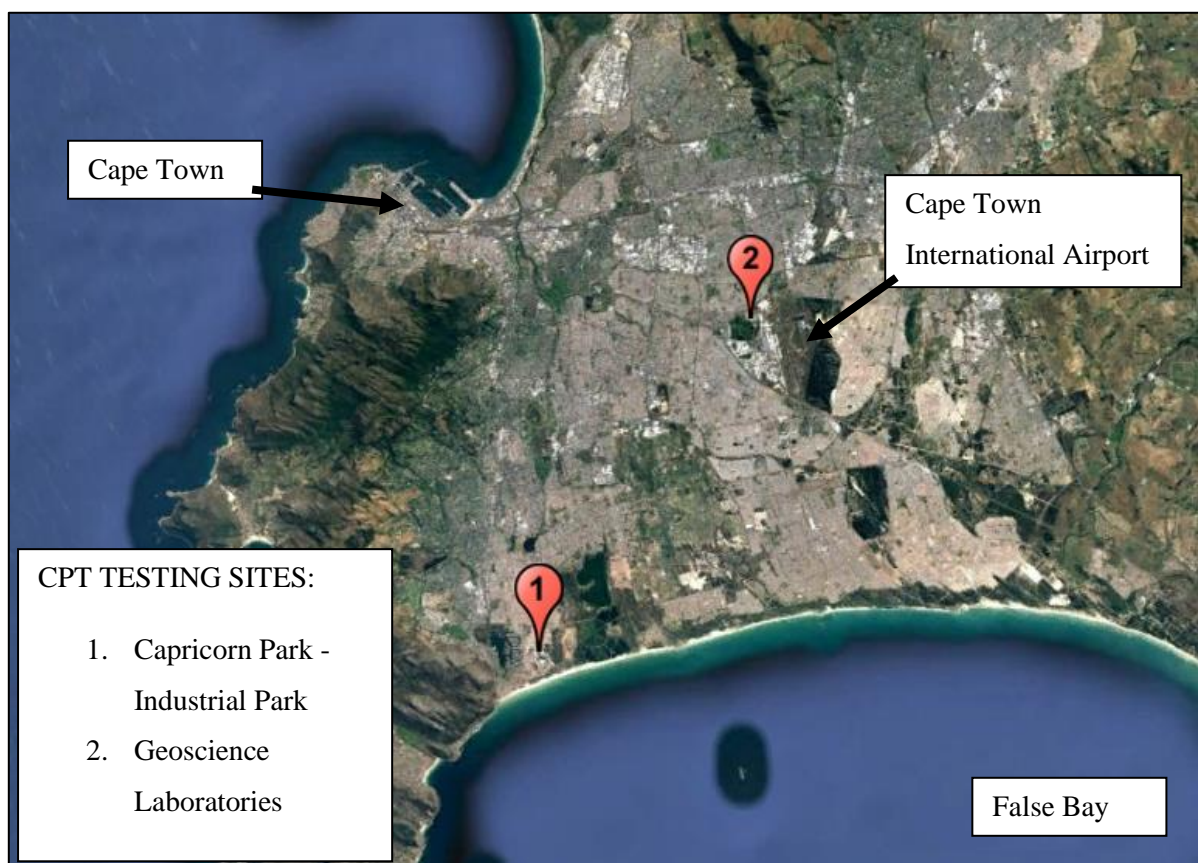 Cape Town
Cape Town
International Airport
2
1
CPT TESTING SITES:
1. Capricorn Park -
Industrial Park
2. Geoscience
Laboratories
False Bay